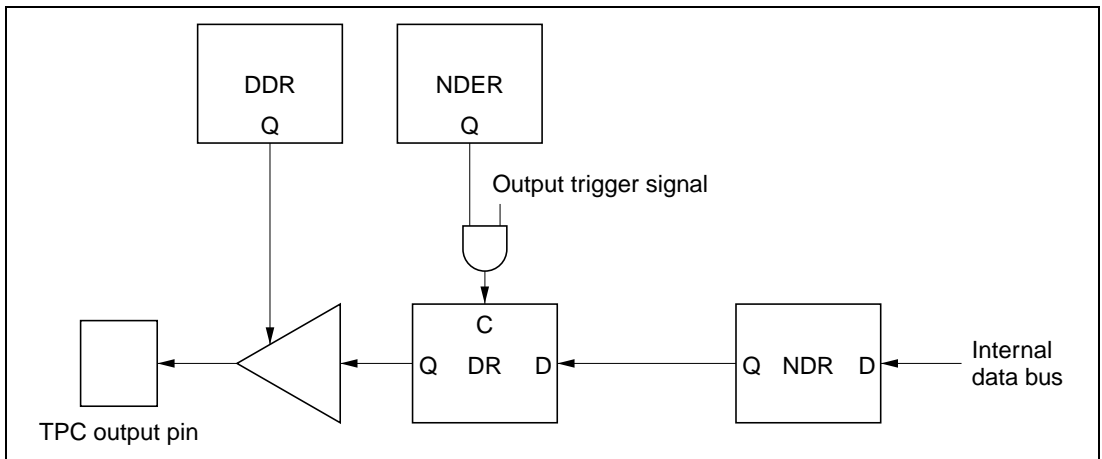 DDR
Q
NDER
Q
Output trigger signal
C
Q DR D
Q NDR D
Internal
data bus
TPC output pin